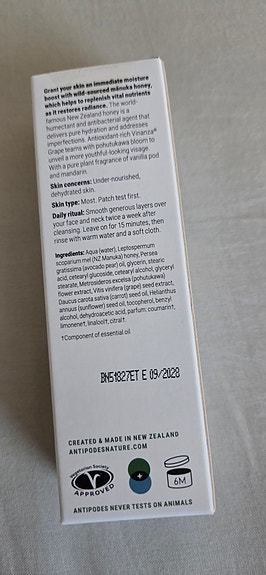 Grant your skin an immediate moisture
boost with wild-sourced mānuka honey,
which helps to replenish vital nutrients
as it restores radiance. The world-
famous New Zealand honey is a
humectant and antibacterial agent that
delivers pure hydration and addresses
imperfections. Antioxidant-rich Vinanza®
Grape teams with pohutukawa bloom to
unveil a more youthful-looking visage.
With a pure plant fragrance of vanilla pod
and mandarin.
Skin concerns: Under-nourished,
dehydrated skin.
Skin type: Most. Patch test first.
Daily ritual: Smooth generous layers over
your face and neck twice a week after
cleansing. Leave on for 15 minutes, then
rinse with warm water and a soft cloth.
Ingredients: Aqua (water), Leptospermum
scoparium mel (NZ Manuka) honey, Persea
gratissima (avocado pear) oil, glycerin, stearic
acid, cetearyl glucoside, cetearyl alcohol, glyceryl
stearate, Metrosideros excelsa (pohutukawa)
flower extract, Vitis vinifera (grape) seed extract,
Daucus carota sativa (carrot) seed oil, Helianthus
annuus (sunflower) seed oil, tocopherol, benzyl
alcohol, dehydroacetic acid, parfum; coumarin†,
limonene†, linalool†, citral†.
†Component of essential oil.
BN51827ET E 09/2028
CREATED & MADE IN NEW ZEALAND
ANTIPODESNATURE.COM
Vegetarian Society
APPROVED
6M
ANTIPODES NEVER TESTS ON ANIMALS